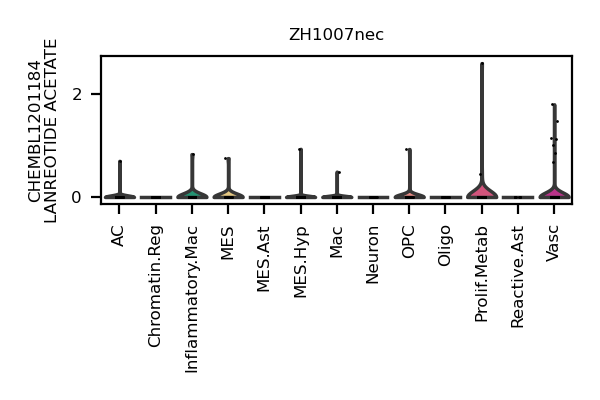 ZH1007nec
CHEMBL1201184
LANREOTIDE ACETATE
2
0
AC
Chromatin.Reg
Inflammatory.Mac
MES
MES.Ast
MES.Hyp
Mac
Neuron
OPC
Oligo
Prolif.Metab
Reactive.Ast
Vasc